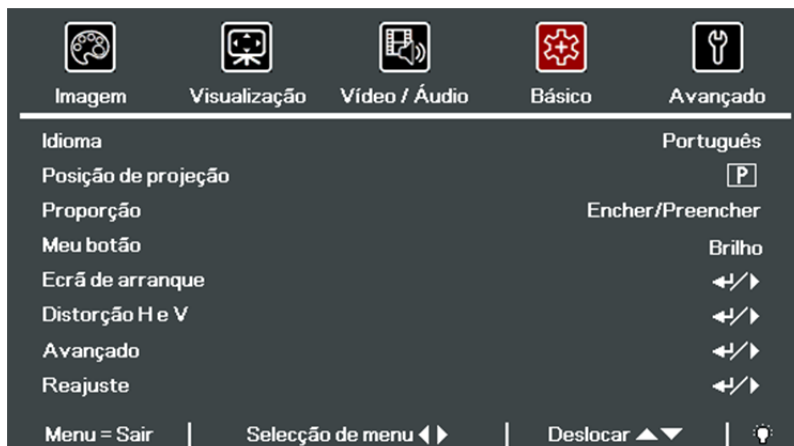 Imagem Visualização Vídeo / Áudio Básico Avançado
Idioma Português
Posição de projeção P
Proporção Encher/Preencher
Meu botão Brilho
Ecrã de arranque
Distorção H e V
Avançado
Reajuste
Menu = Sair | Selecção de menu | Deslocar |